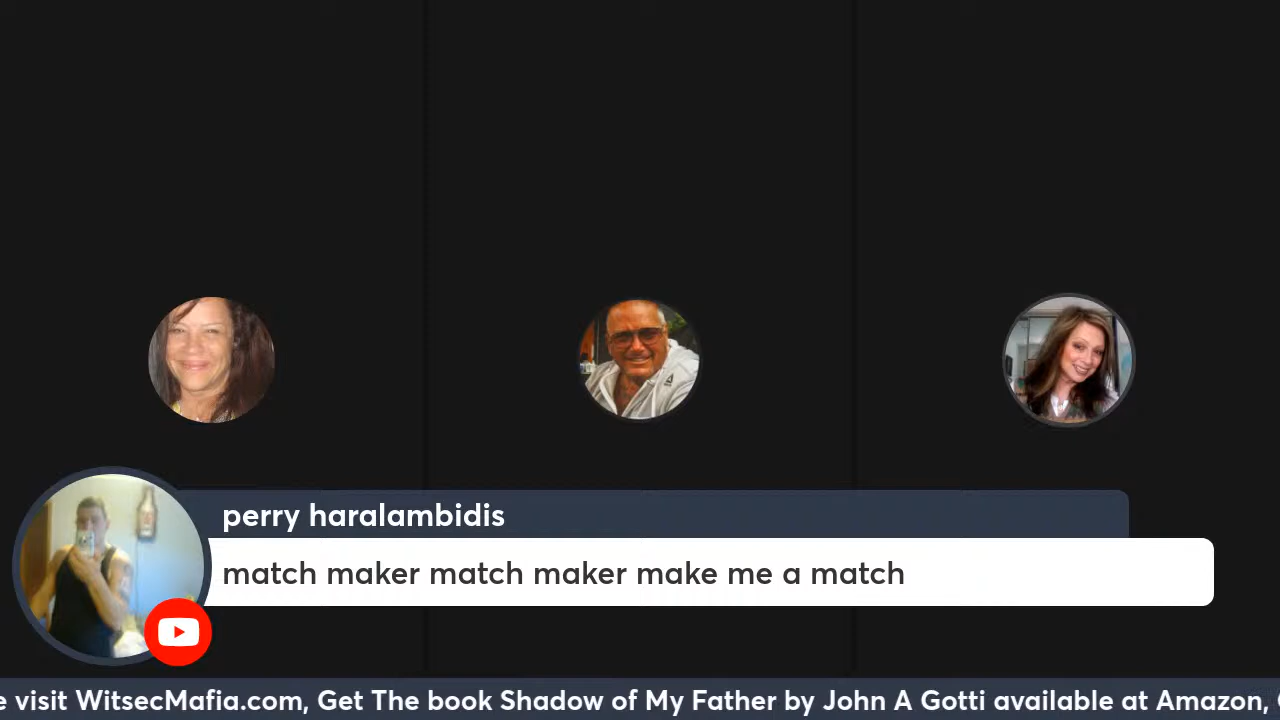 perry haralambidis
match maker match maker make me a match
e visit WitsecMafia.com, Get The book Shadow of My Father by John A Gotti available at Amazon,